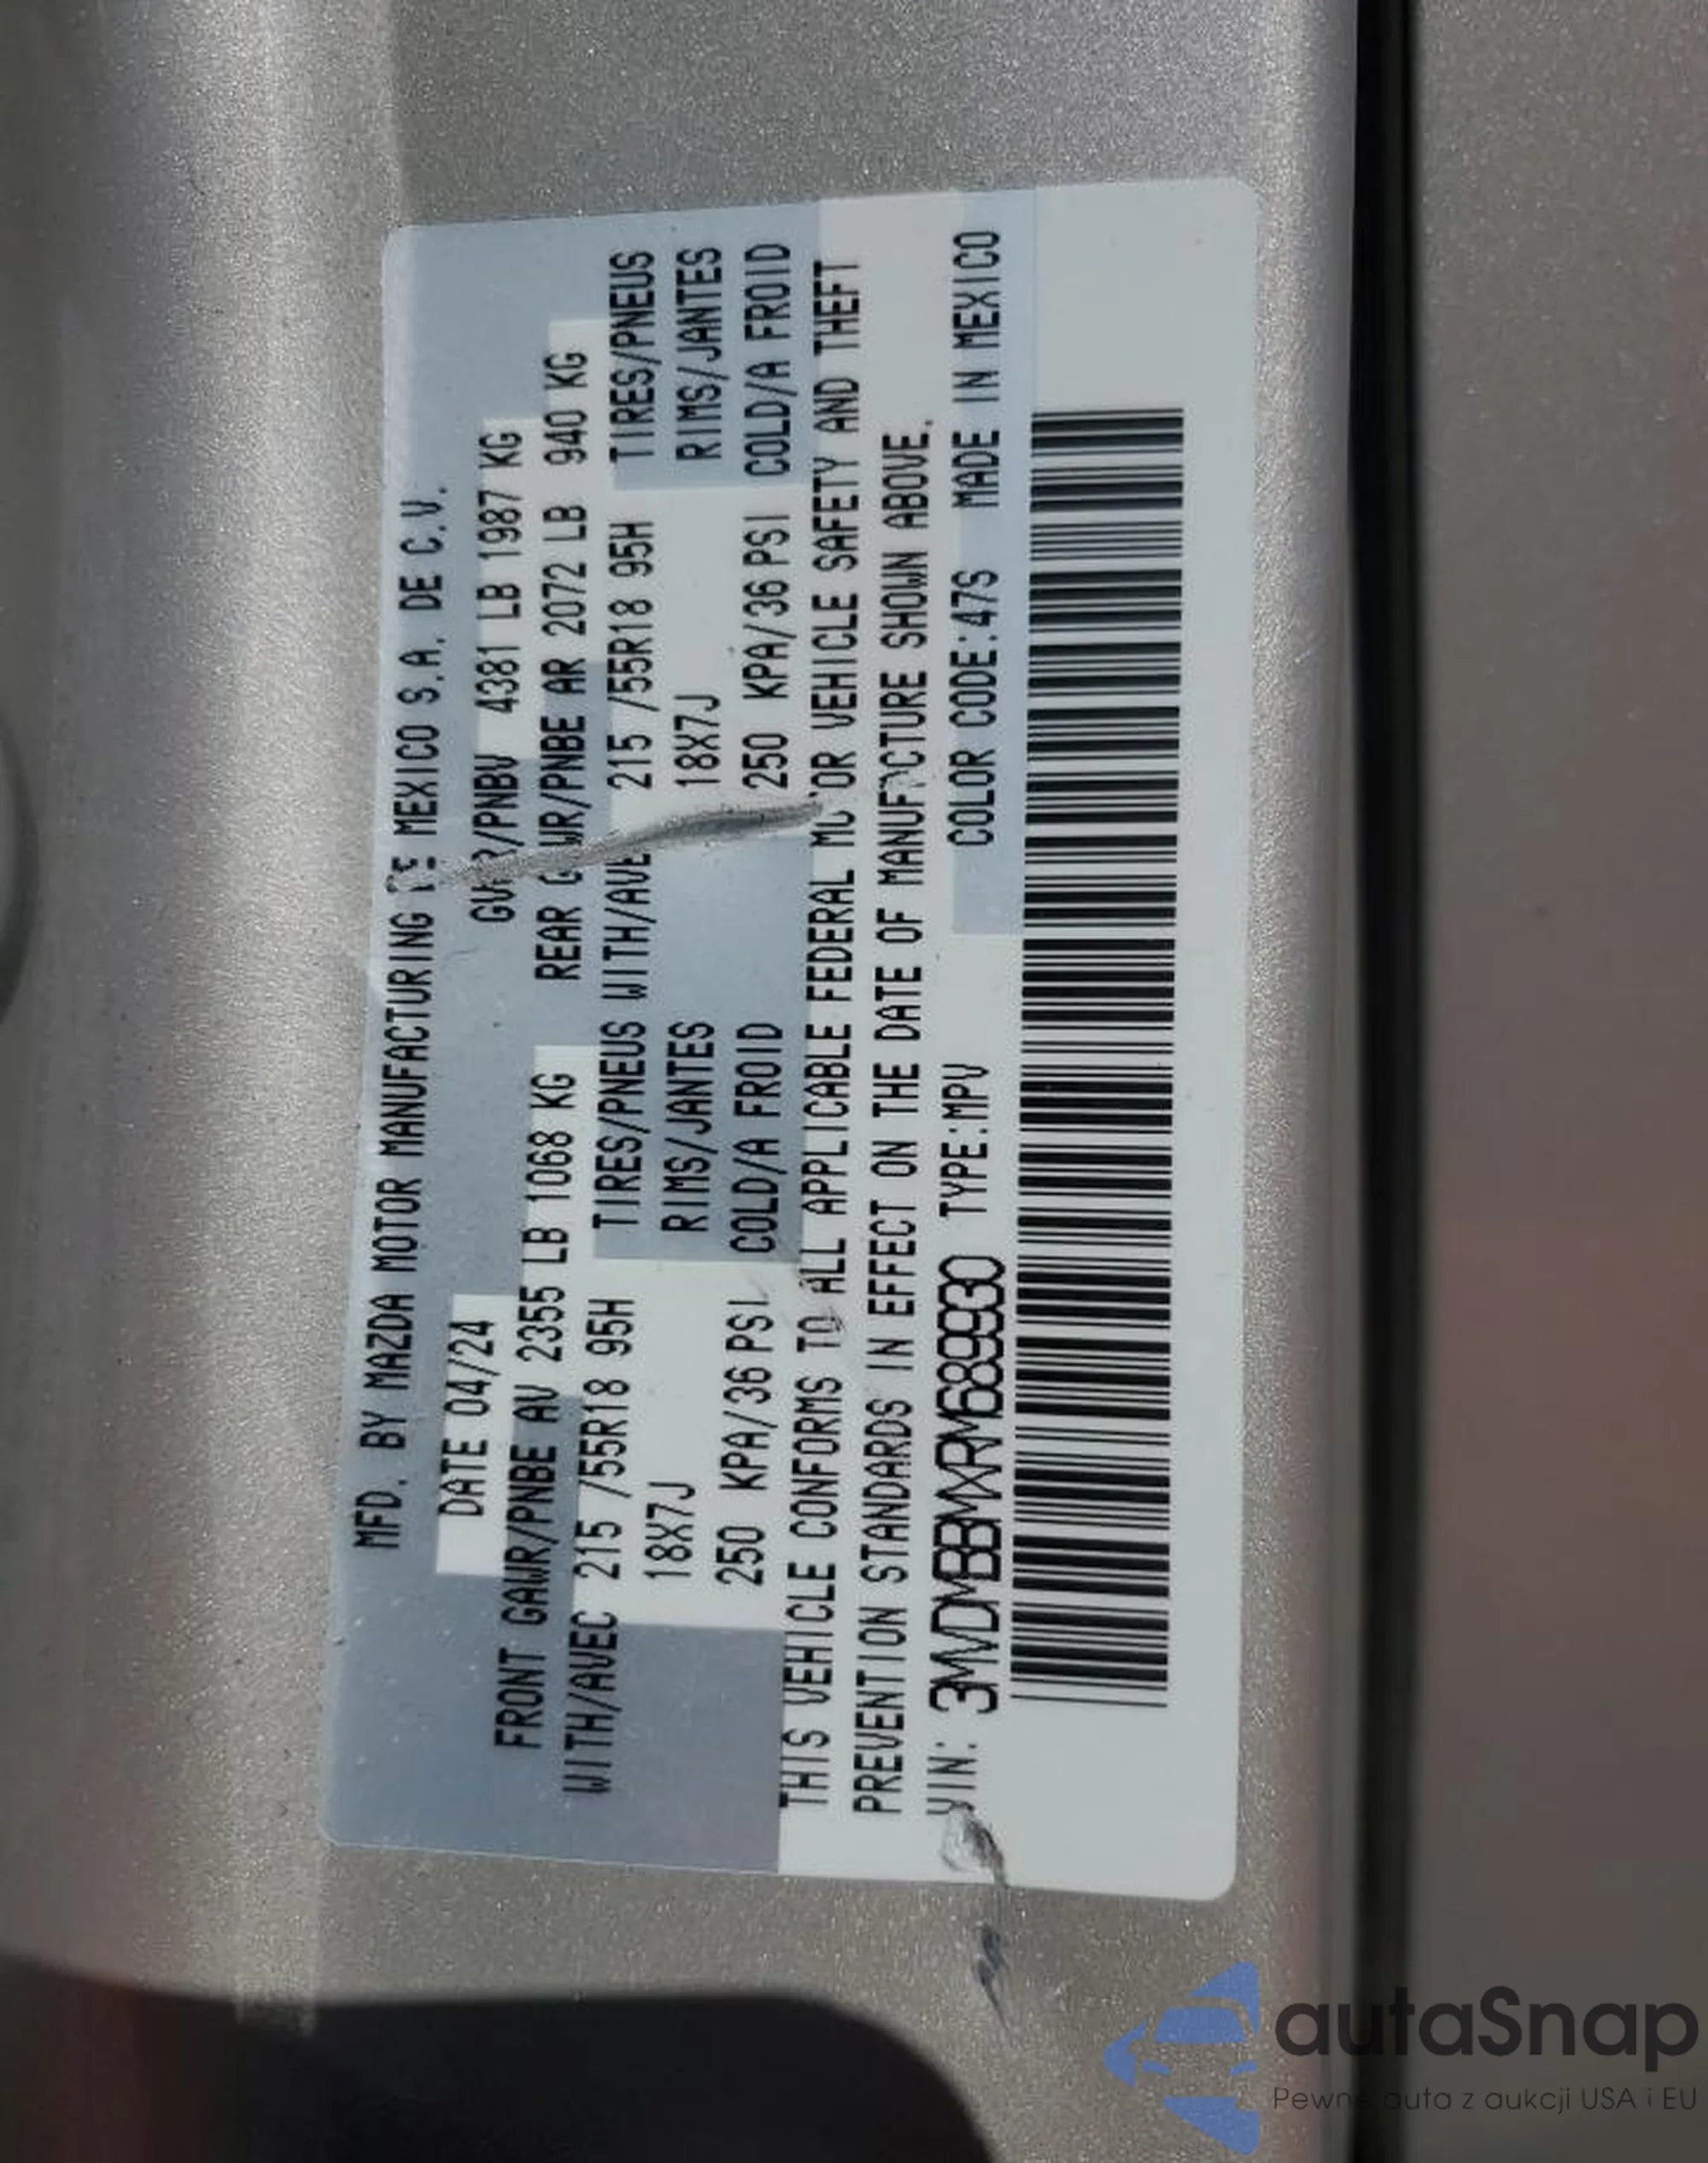 MFD. BY MAZDA MOTOR MANUFACTURING DE MEXICO S.A. DE C.V.
DATE 04/24 GVWR/PNBV 4381 LB 1987 KG
FRONT GAWR/PNBE AV 2355 LB 1068 KG REAR GAWR/PNBE AR 2072 LB 940 KG
WITH/AVEC 215 /55R18 95H TIRES/PNEUS WITH/AVEC 215 /55R18 95H TIRES/PNEUS
18X7J RIMS/JANTES 18X7J RIMS/JANTES
250 KPA/36 PSI COLD/A FROID 250 KPA/36 PSI COLD/A FROID
THIS VEHICLE CONFORMS TO ALL APPLICABLE FEDERAL MOTOR VEHICLE SAFETY AND THEFT
PREVENTION STANDARDS IN EFFECT ON THE DATE OF MANUFACTURE SHOWN ABOVE.
VIN: 3MVDMBBMXRM689930 TYPE:MPV COLOR CODE:47S MADE IN MEXICO
autaSnap
Pewne auta z aukcji USA i EU